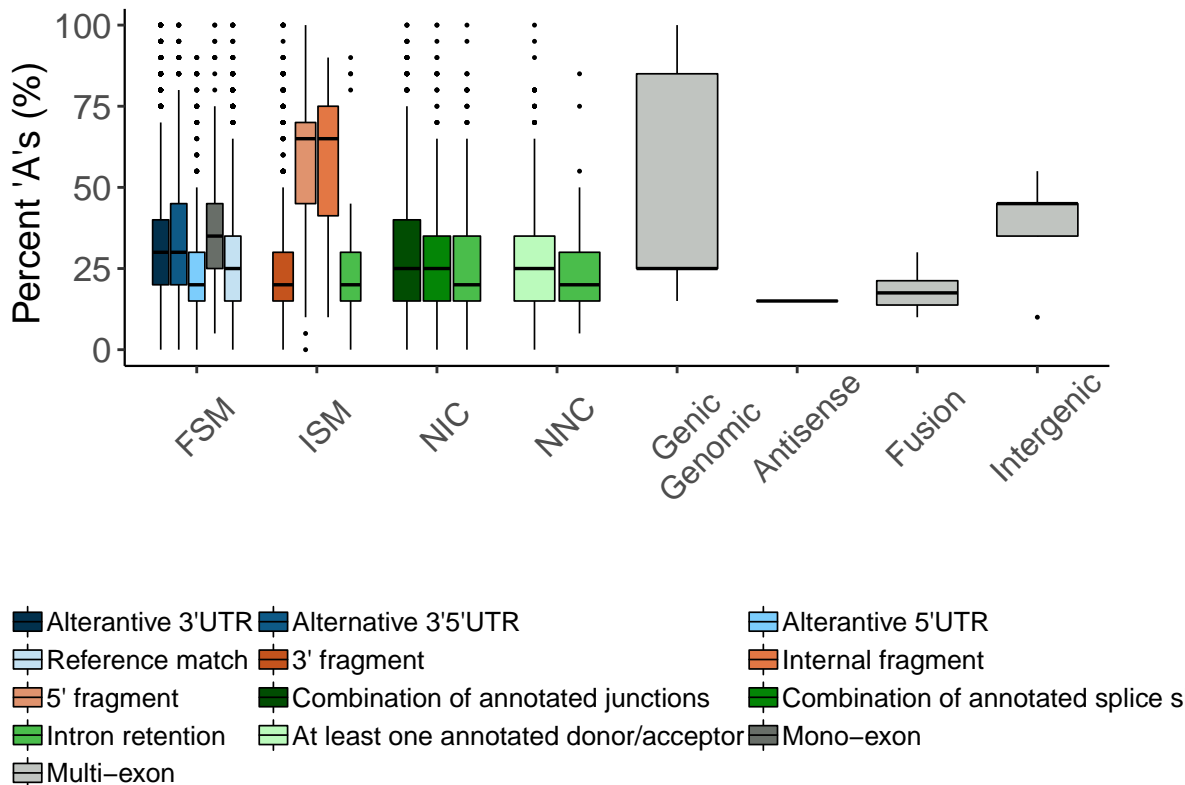 Percent 'A's (%)
100
75
50
25
0
FSM
ISM
NIC
NNC
Genic
Genomic
Antisense
Fusion
Intergenic
Alterantive 3'UTR Alternative 3'5'UTR Alterantive 5'UTR
Reference match 3' fragment Internal fragment
5' fragment Combination of annotated junctions Combination of annotated splice s
Intron retention At least one annotated donor/acceptor Mono−exon
Multi−exon